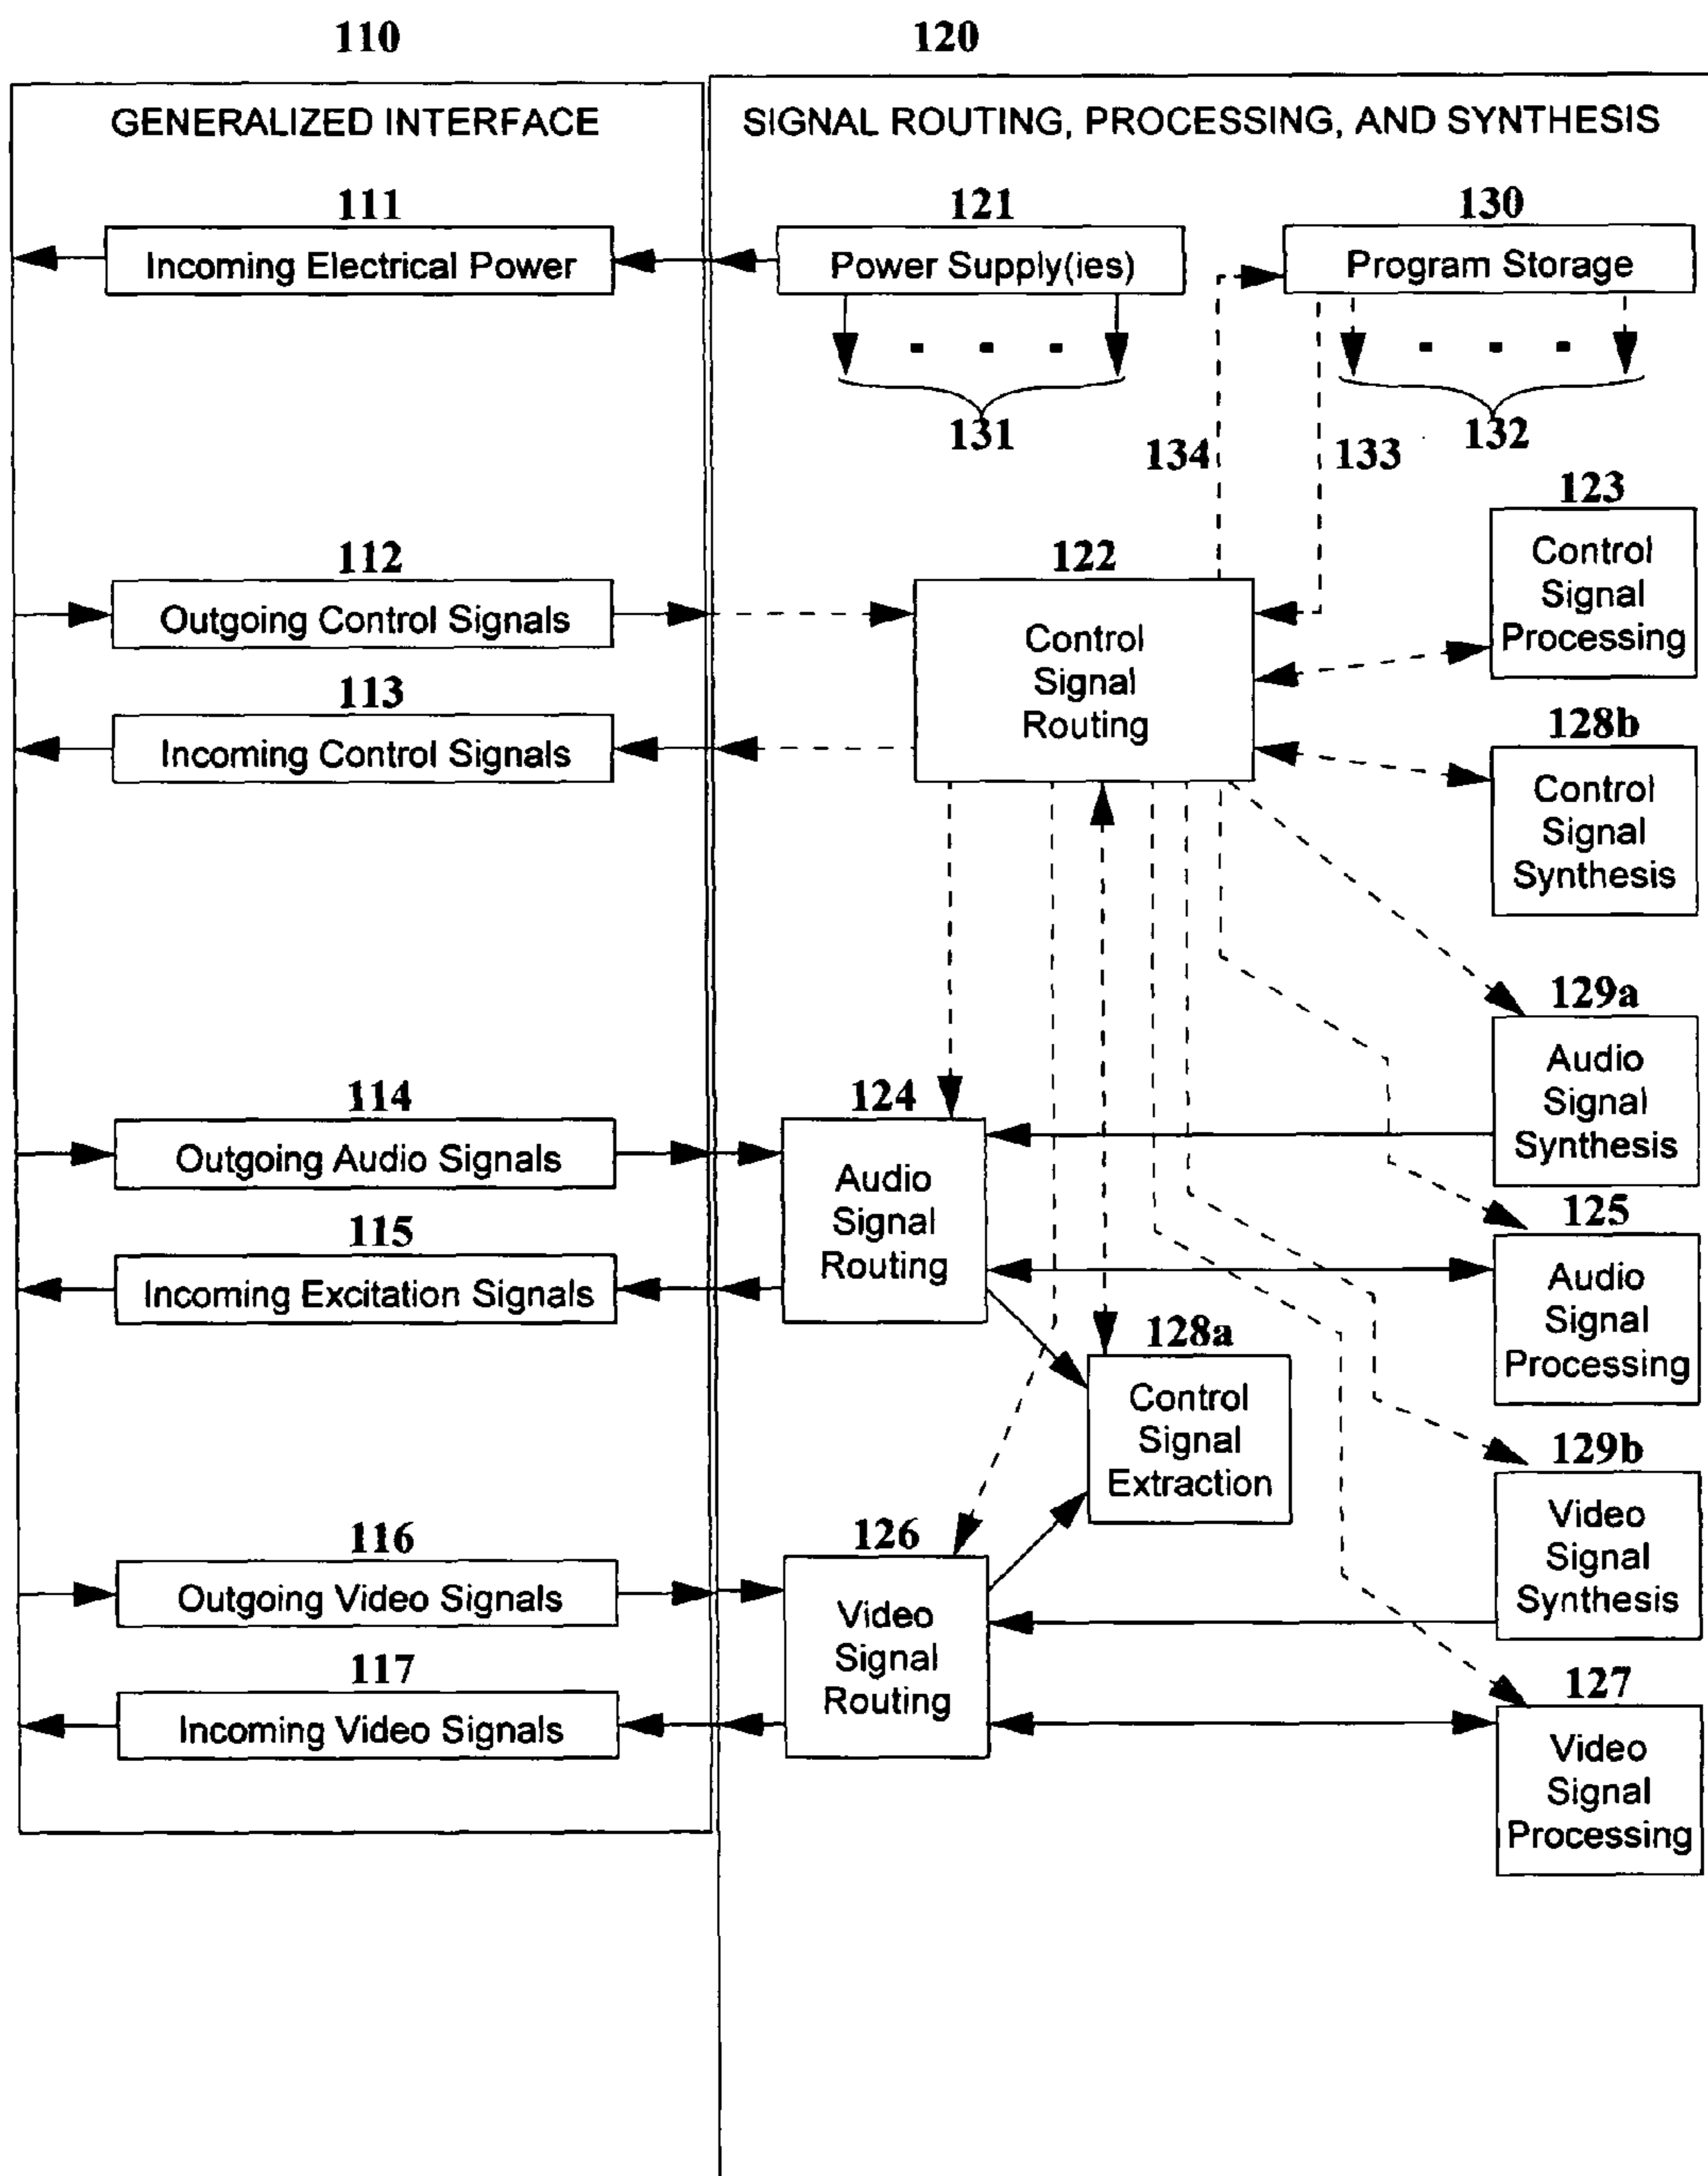 110
120
GENERALIZED INTERFACE
SIGNAL ROUTING, PROCESSING, AND SYNTHESIS
111
Incoming Electrical Power
121
Power Supply(ies)
130
Program Storage
131
132
134
133
112
Outgoing Control Signals
113
Incoming Control Signals
122
Control
Signal
Routing
123
Control
Signal
Processing
128b
Control
Signal
Synthesis
129a
Audio
Signal
Synthesis
114
Outgoing Audio Signals
115
Incoming Excitation Signals
124
Audio
Signal
Routing
125
Audio
Signal
Processing
128a
Control
Signal
Extraction
129b
Video
Signal
Synthesis
116
Outgoing Video Signals
117
Incoming Video Signals
126
Video
Signal
Routing
127
Video
Signal
Processing